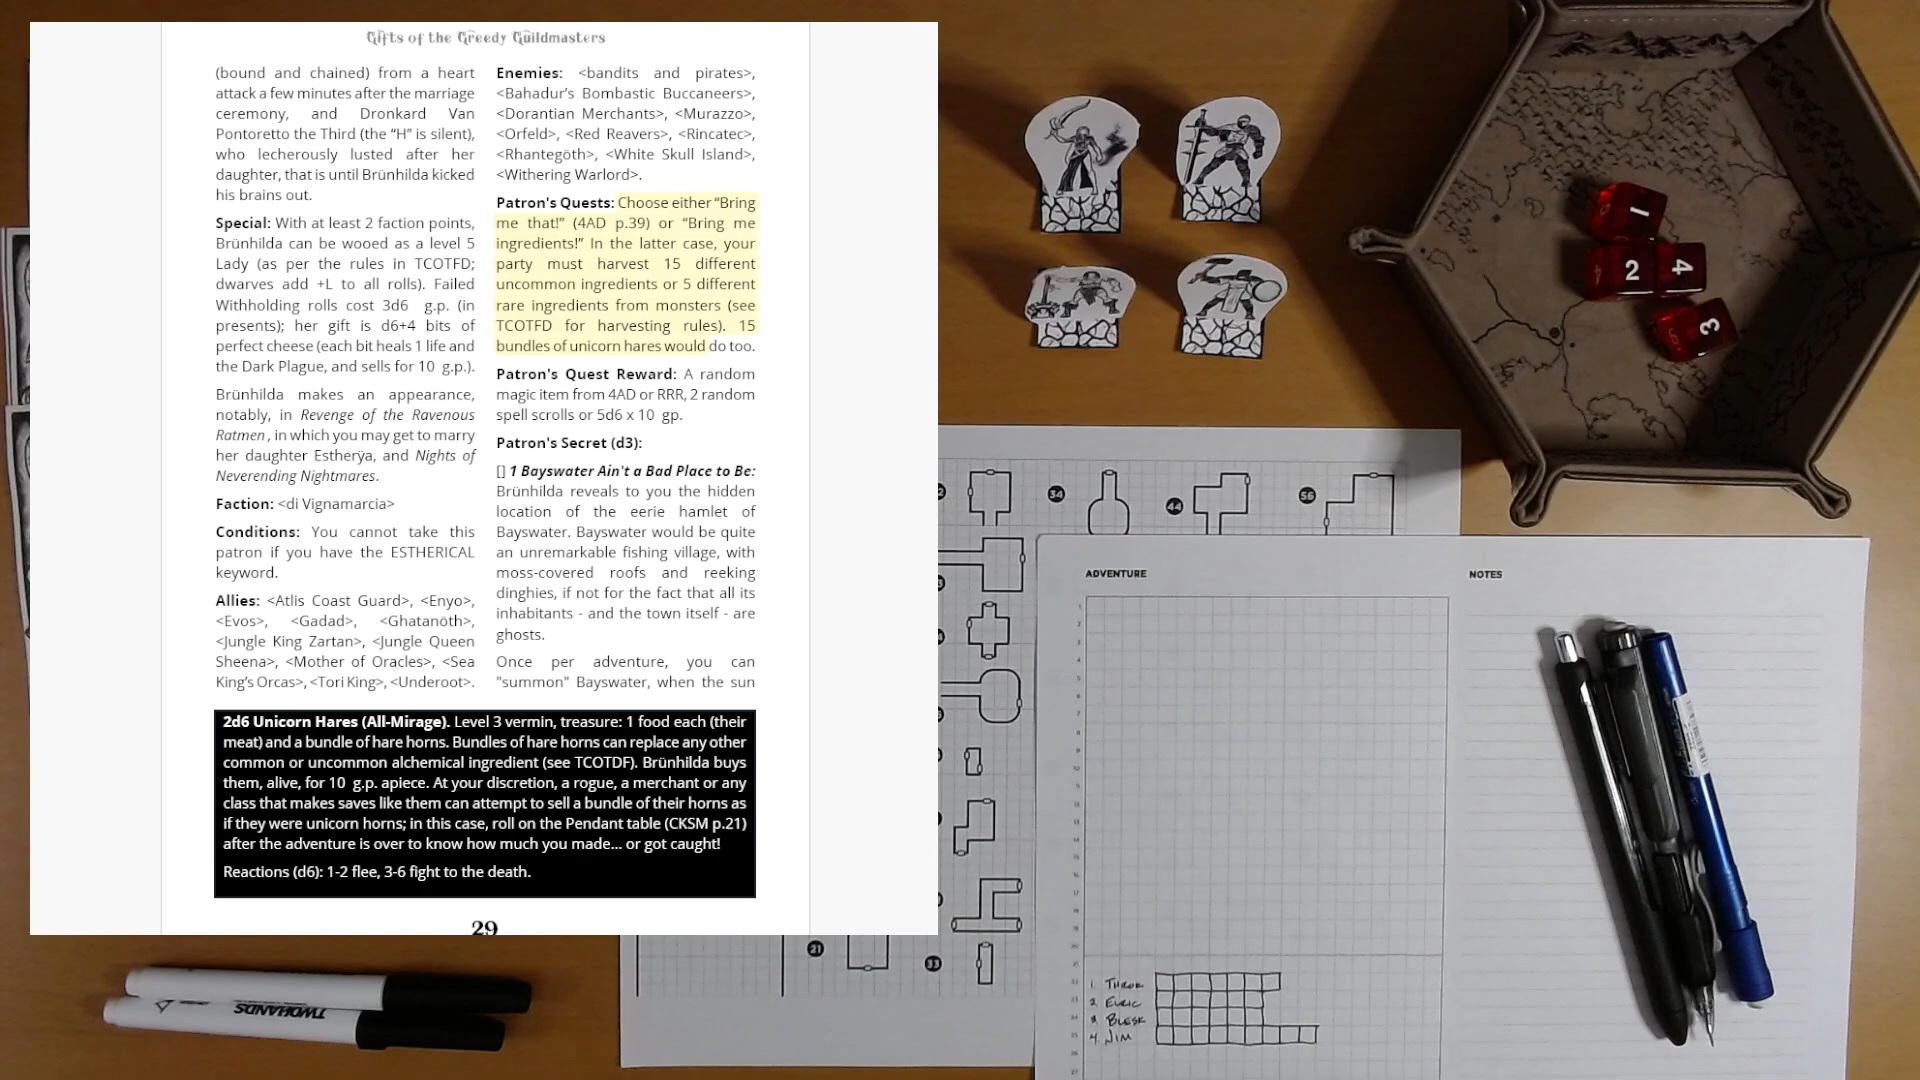 Gifts of the Greedy Guildmasters
(bound and chained) from a heart
attack a few minutes after the marriage
ceremony, and Dronkard Van
Pontoretto the Third (the “H” is silent),
who lecherously lusted after her
daughter, that is until Brünhilda kicked
his brains out.
Special: With at least 2 faction points,
Brünhilda can be wooed as a level 5
Lady (as per the rules in TCOTFD;
dwarves add +L to all rolls). Failed
Withholding rolls cost 3d6 g.p. (in
presents); her gift is d6+4 bits of
perfect cheese (each bit heals 1 life and
the Dark Plague, and sells for 10 g.p.).
Brünhilda makes an appearance,
notably, in Revenge of the Ravenous
Ratmen, in which you may get to marry
her daughter Estherÿa, and Nights of
Neverending Nightmares.
Faction: <di Vignamarcia>
Conditions: You cannot take this
patron if you have the ESTHERICAL
keyword.
Allies: <Atlis Coast Guard>, <Enyo>,
<Evos>, <Gadad>, <Ghatanöth>,
<Jungle King Zartan>, <Jungle Queen
Sheena>, <Mother of Oracles>, <Sea
King’s Orcas>, <Tori King>, <Underoot>.
Enemies: <bandits and pirates>,
<Bahadur’s Bombastic Buccaneers>,
<Dorantian Merchants>, <Murazzo>,
<Orfeld>, <Red Reavers>, <Rincatec>,
<Rhantegöth>, <White Skull Island>,
<Withering Warlord>.
Patron's Quests: Choose either “Bring
me that!” (4AD p.39) or “Bring me
ingredients!” In the latter case, your
party must harvest 15 different
uncommon ingredients or 5 different
rare ingredients from monsters (see
TCOTFD for harvesting rules). 15
bundles of unicorn hares would do too.
Patron's Quest Reward: A random
magic item from 4AD or RRR, 2 random
spell scrolls or 5d6 x 10 gp.
Patron's Secret (d3):
[] 1 Bayswater Ain't a Bad Place to Be:
Brünhilda reveals to you the hidden
location of the eerie hamlet of
Bayswater. Bayswater would be quite
an unremarkable fishing village, with
moss-covered roofs and reeking
dinghies, if not for the fact that all its
inhabitants - and the town itself - are
ghosts.
Once per adventure, you can
"summon" Bayswater, when the sun
2d6 Unicorn Hares (All-Mirage). Level 3 vermin, treasure: 1 food each (their
meat) and a bundle of hare horns. Bundles of hare horns can replace any other
common or uncommon alchemical ingredient (see TCOTDF). Brünhilda buys
them, alive, for 10 g.p. apiece. At your discretion, a rogue, a merchant or any
class that makes saves like them can attempt to sell a bundle of their horns as
if they were unicorn horns; in this case, roll on the Pendant table (CKSM p.21)
after the adventure is over to know how much you made... or got caught!
Reactions (d6): 1-2 flee, 3-6 fight to the death.
29
1
2
4
3
34
44
56
21
33
ADVENTURE
NOTES
1. THROK
2. ELRIC
3. BLESK
4. JIM
TWOHANDS